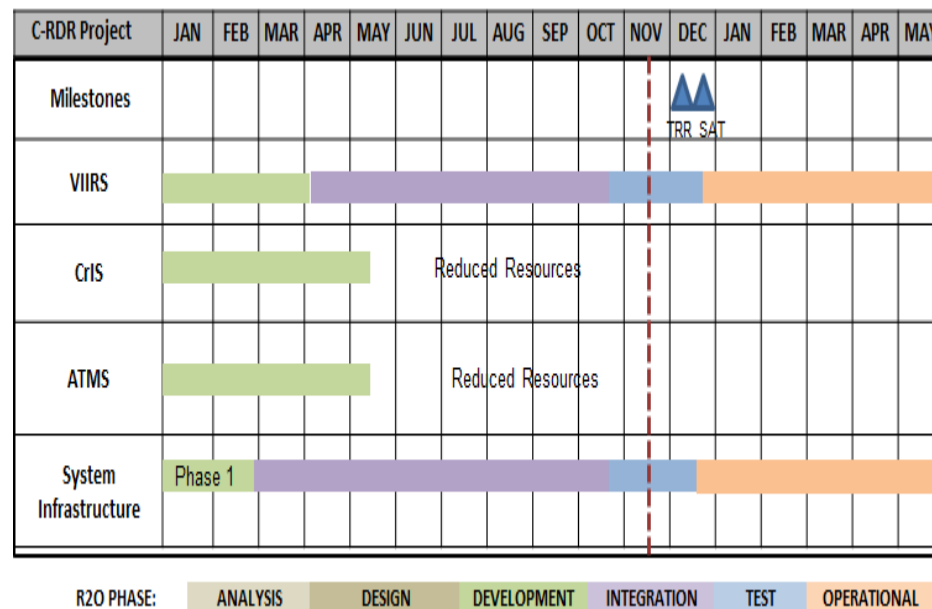 C-RDR Project JAN FEB MAR APR MAY JUN JUL AUG SEP OCT NOV DEC JAN FEB MAR APR MAY
Milestones
TRR SAT
VIIRS
CrIS Reduced Resources
ATMS Reduced Resources
System
Infrastructure
Phase 1
R2O PHASE: ANALYSIS DESIGN DEVELOPMENT INTEGRATION TEST OPERATIONAL